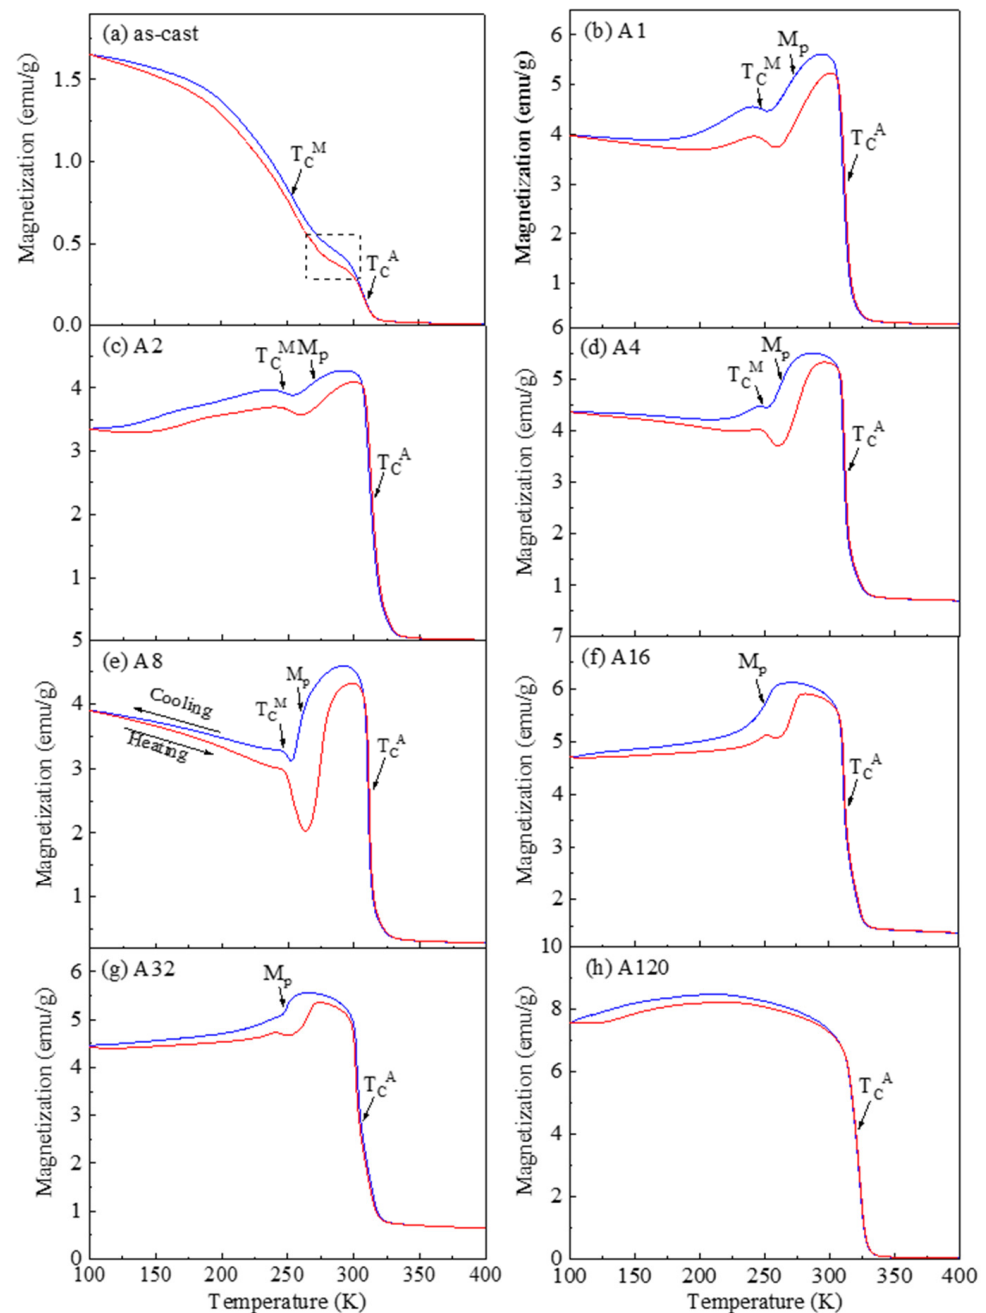 (a) as-cast
Magnetization (emu/g)
1.5
1.0
0.5
0.0
T_C^M
T_C^A
(b) A1
Magnetization (emu/g)
6
5
4
3
2
1
6
T_C^M
M_p
T_C^A
(c) A2
Magnetization (emu/g)
4
3
2
1
5
T_C^M M_p
T_C^A
(d) A4
Magnetization (emu/g)
5
4
3
2
1
7
T_C^M
M_p
T_C^A
(e) A8
Magnetization (emu/g)
4
3
2
1
Cooling
Heating
T_C^M
M_p
T_C^A
(f) A16
Magnetization (emu/g)
6
5
4
3
2
10
M_p
T_C^A
(g) A32
Magnetization (emu/g)
6
5
4
3
2
1
0
M_p
T_C^A
100 150 200 250 300 350 400
Temperature (K)
(h) A120
Magnetization (emu/g)
8
6
4
2
0
T_C^A
100 150 200 250 300 350 400
Temperature (K)